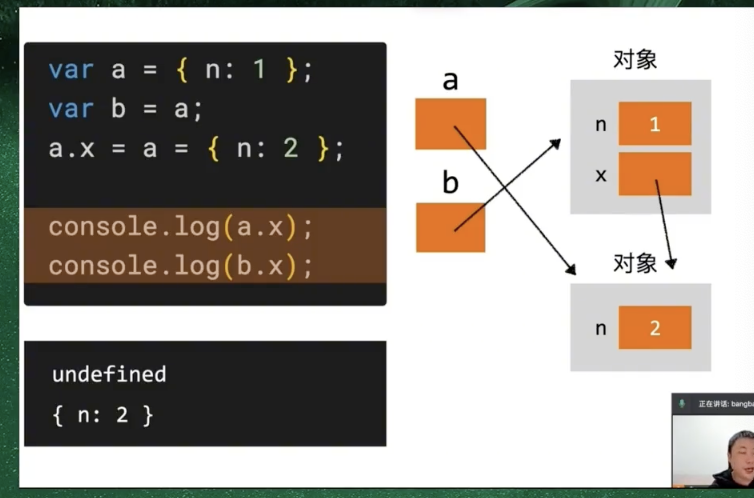 var a = { n: 1 };
var b = a;
a.x = a = { n: 2 };
console.log(a.x);
console.log(b.x);
undefined
{ n: 2 }
a
b
对象
n 1
x
对象
n 2
正在讲话: bangba